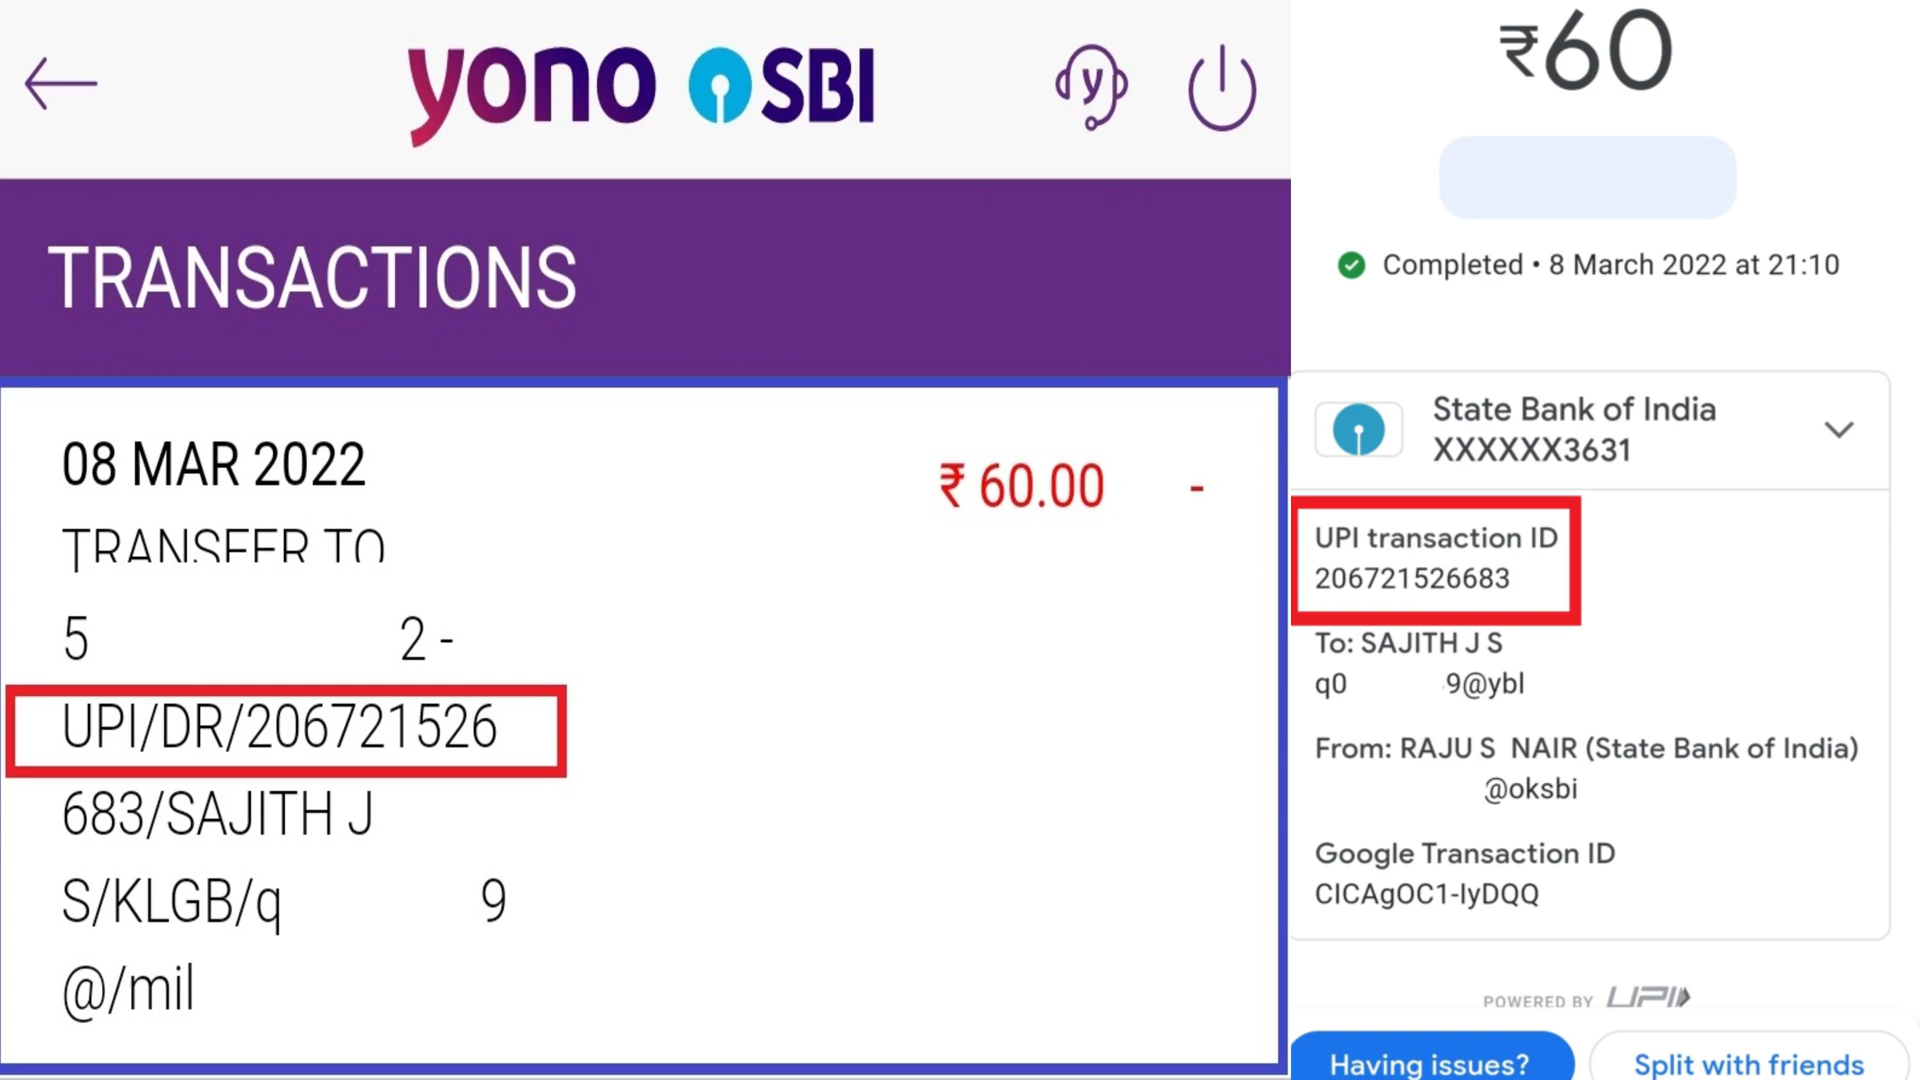 yono SBI
y
TRANSACTIONS
08 MAR 2022
₹ 60.00 -
TRANSFER TO
5 2 -
UPI/DR/206721526
683/SAJITH J
S/KLGB/q 9
@/mil
₹60
Completed • 8 March 2022 at 21:10
State Bank of India
XXXXXX3631
UPI transaction ID
206721526683
To: SAJITH J S
q0 9@ybl
From: RAJU S NAIR (State Bank of India)
@oksbi
Google Transaction ID
CICAgOC1-IyDQQ
POWERED BY UPI
Having issues?
Split with friends